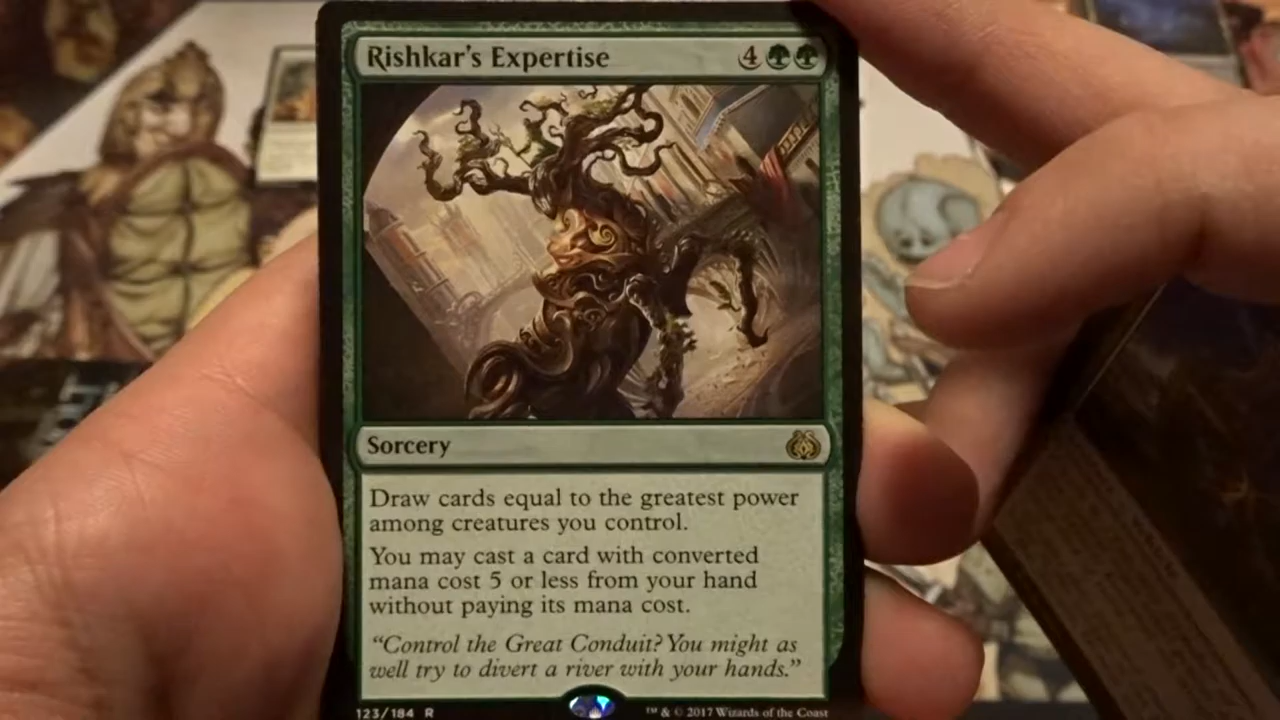 Rishkar's Expertise 4
Sorcery
Draw cards equal to the greatest power
among creatures you control.
You may cast a card with converted
mana cost 5 or less from your hand
without paying its mana cost.
“Control the Great Conduit? You might as
well try to divert a river with your hands.”
123/184 R
™ & © 2017 Wizards of the Coast